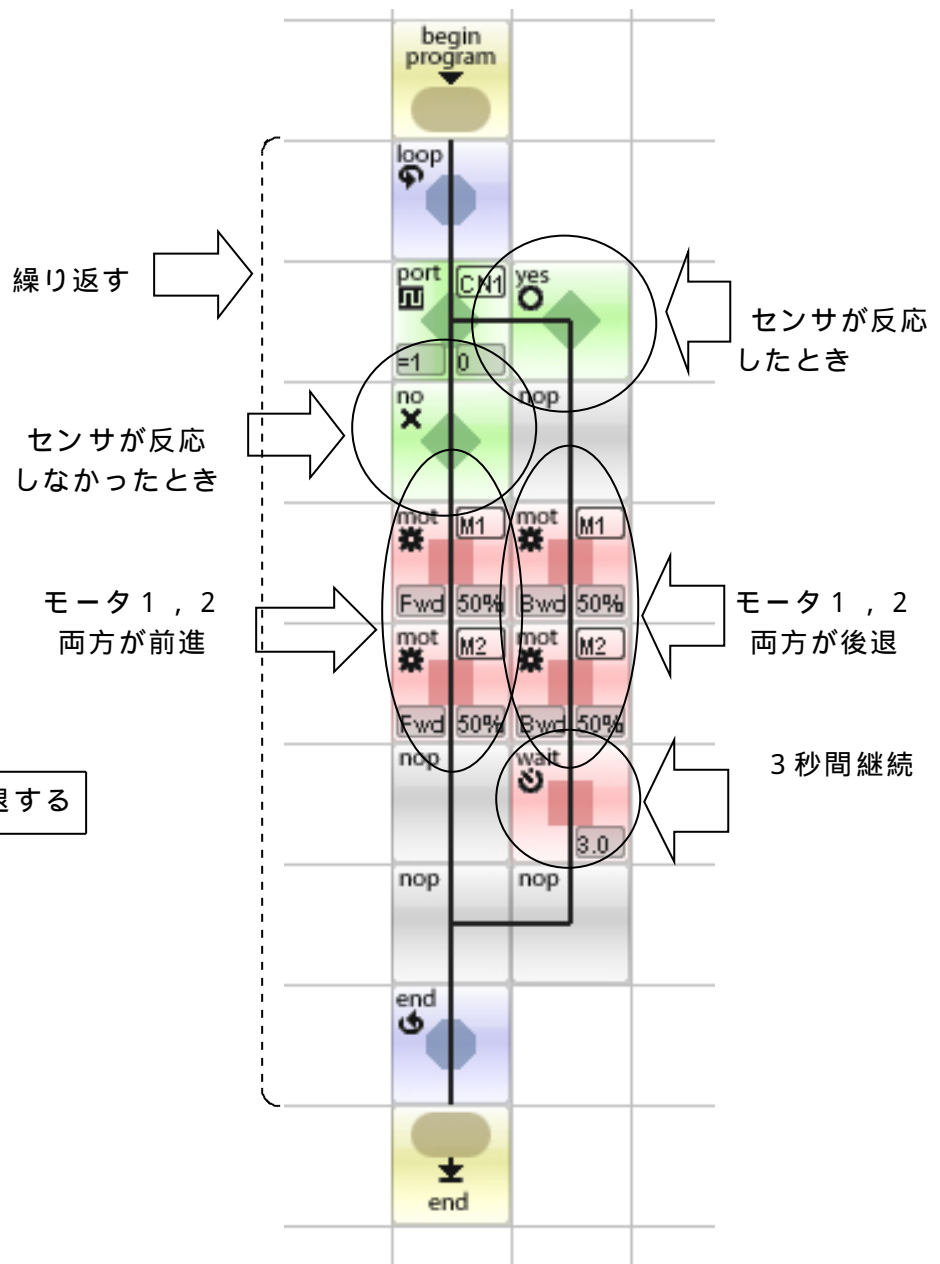 begin
program
loop
繰り返す
port CN1
=1 0
yes
センサが反応
したとき
no
nop
センサが反応
しなかったとき
mot M1
Fwd 50%
mot M1
Bwd 50%
モータ1，2
両方が前進
モータ1，2
両方が後退
mot M2
Fwd 50%
mot M2
Bwd 50%
nop
wait
3.0
3秒間継続
退する
nop
nop
end
end